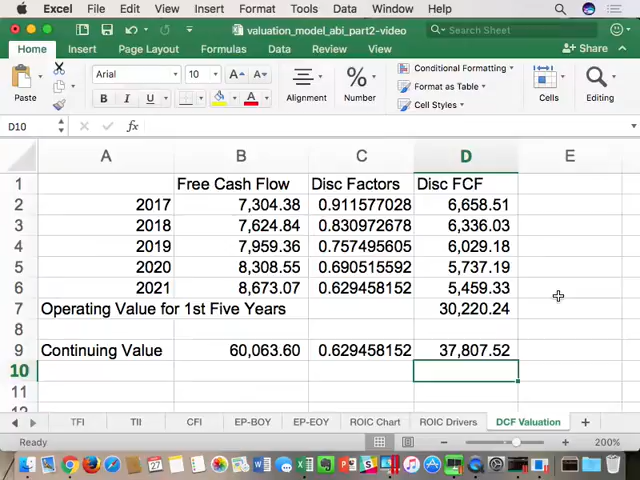 Excel File Edit View Insert Format Tools Data Window Help
valuation_model_abi_part2-video
Search Sheet
Home Insert Page Layout Formulas Data Review View Share
Paste Arial 10 A A Alignment % Number Conditional Formatting Format as Table Cell Styles Cells Editing
B I U A
D10 fx
A B C D E
1 Free Cash Flow Disc Factors Disc FCF
2 2017 7,304.38 0.911577028 6,658.51
3 2018 7,624.84 0.830972678 6,336.03
4 2019 7,959.36 0.757495605 6,029.18
5 2020 8,308.55 0.690515592 5,737.19
6 2021 8,673.07 0.629458152 5,459.33
7 Operating Value for 1st Five Years 30,220.24
8
9 Continuing Value 60,063.60 0.629458152 37,807.52
10
11
TFI TII CFI EP-BOY EP-EOY ROIC Chart ROIC Drivers DCF Valuation +
Ready 200%